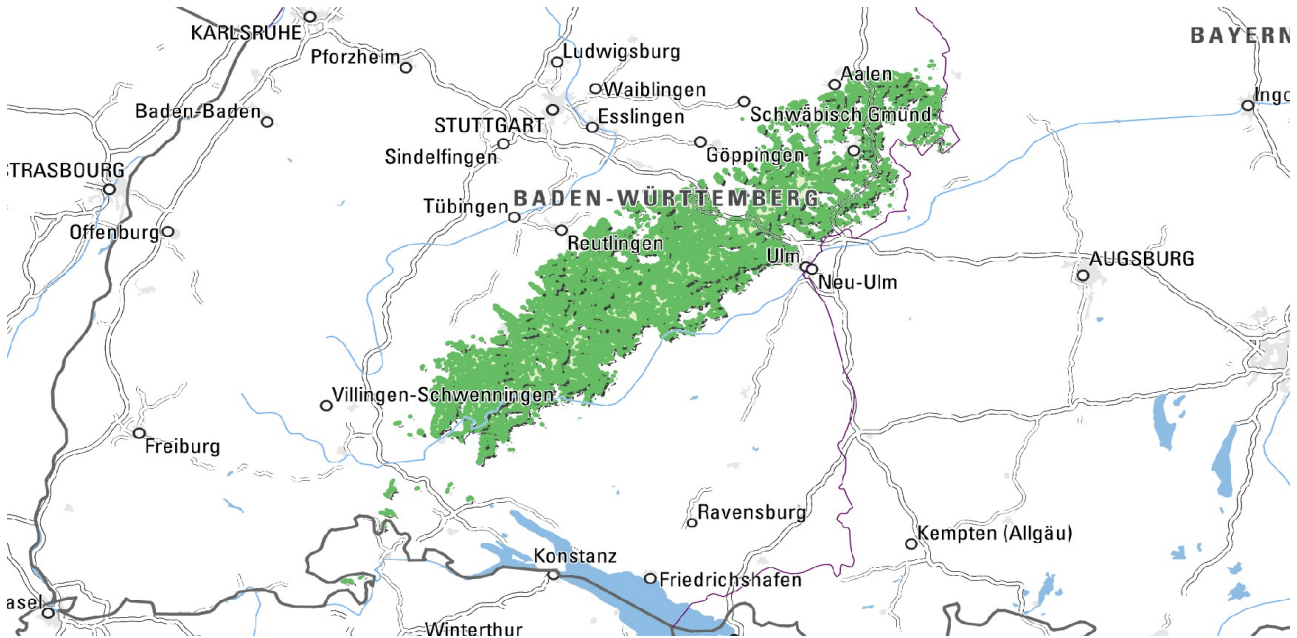 KARLSRUHE
BAYERN
Ludwigsburg
Pforzheim
Aalen
Waiblingen
Baden-Baden
Schwäbisch Gmünd
STUTTGART
Esslingen
Sindelfingen
Göppingen
STRASBOURG
BADEN-WÜRTTEMBERG
Tübingen
Offenburg
Reutlingen
Ulm
AUGSBURG
Neu-Ulm
Villingen-Schwenningen
Freiburg
Ravensburg
Kempten (Allgäu)
Konstanz
Friedrichshafen
asel
Winterthur